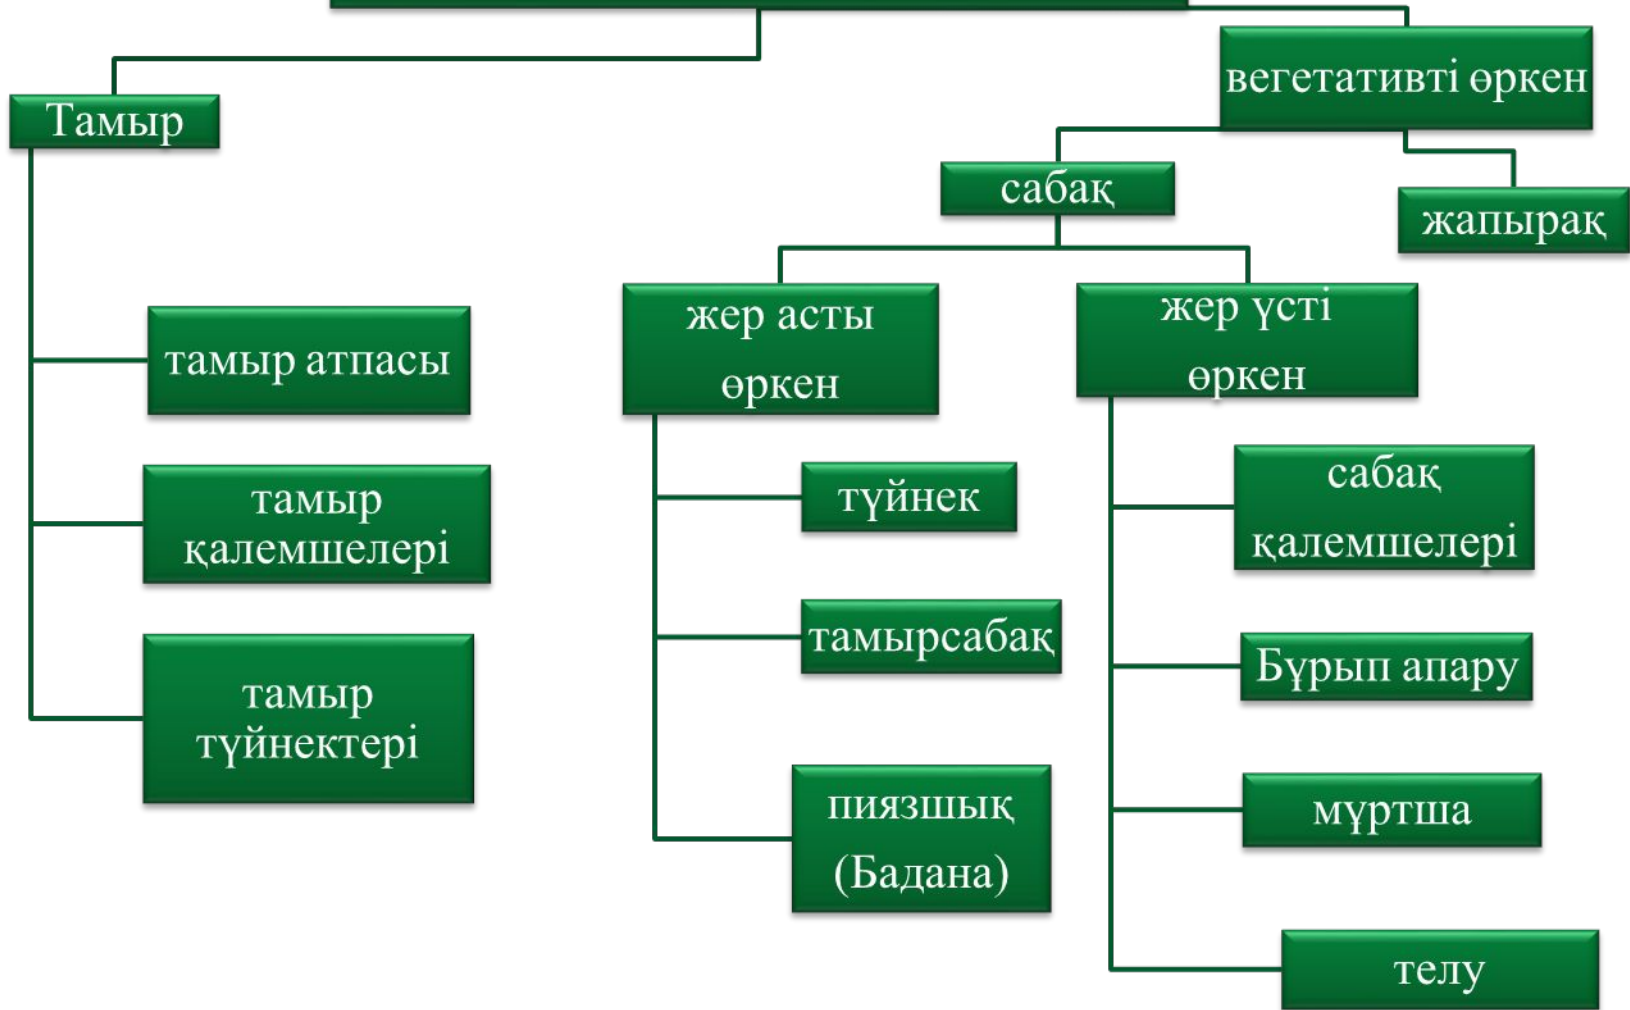 вегетативті өркен
Тамыр
сабақ
жапырақ
жер асты
өркен
жер үсті
өркен
тамыр атпасы
тамыр
қалемшелері
тамыр
түйнектері
түйнек
тамырсабақ
пиязшық
(Бадана)
сабақ
қалемшелері
Бұрып апару
мұртша
телу